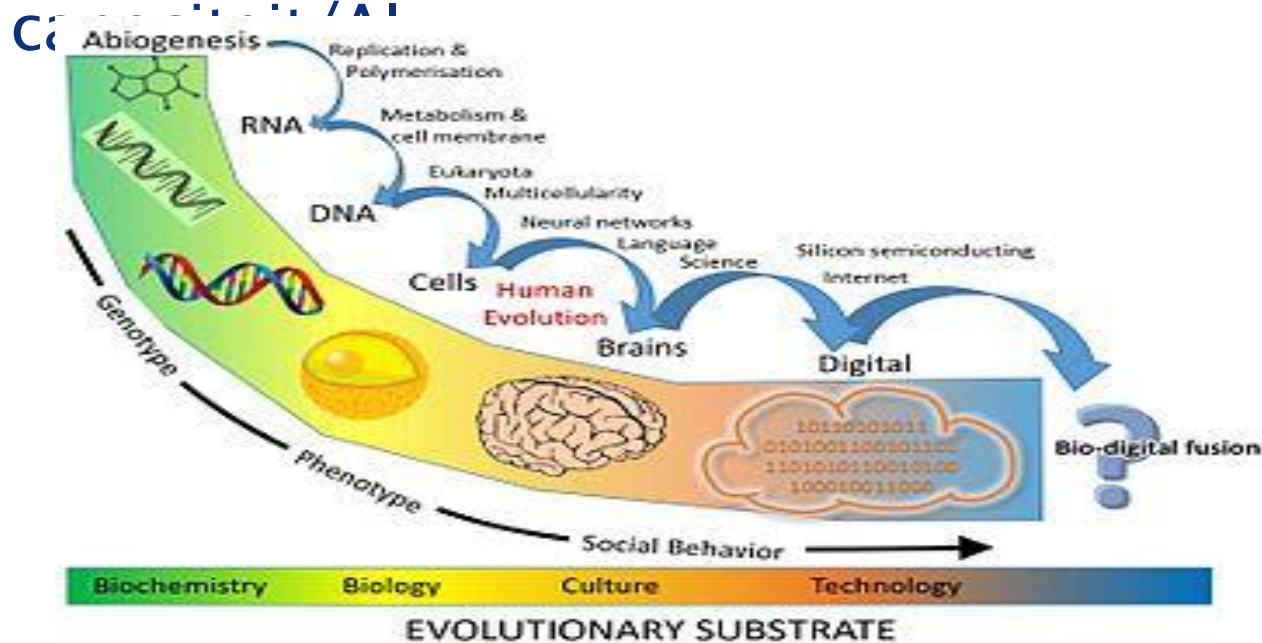 Abiogenesis
Replication &
Polymerisation
RNA
Metabolism &
cell membrane
Eukaryota
Multicellularity
DNA
Neural networks
Language
Science
Silicon semiconducting
Internet
Cells
Human
Evolution
Brains
Digital
Genotype
Phenotype
Social Behavior
10110101011
1101010110010100
100010011000
?
Bio-digital fusion
Biochemistry Biology Culture Technology
EVOLUTIONARY SUBSTRATE